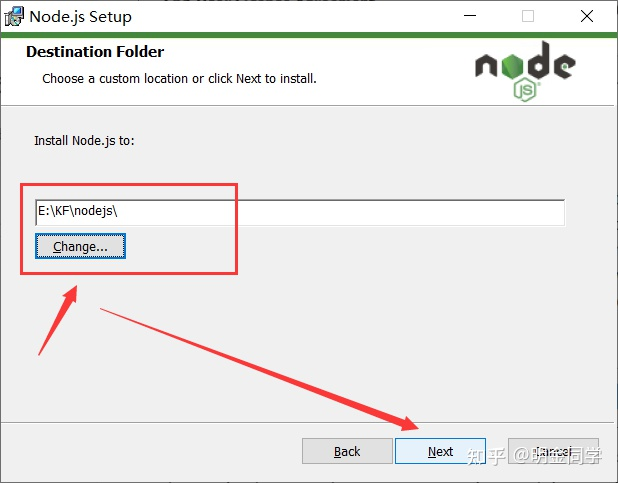 Node.js Setup
Destination Folder
Choose a custom location or click Next to install.
node
JS
Install Node.js to:
E:\KF\nodejs\
Change...
Back
Next
Cancel
知乎 @明金同学